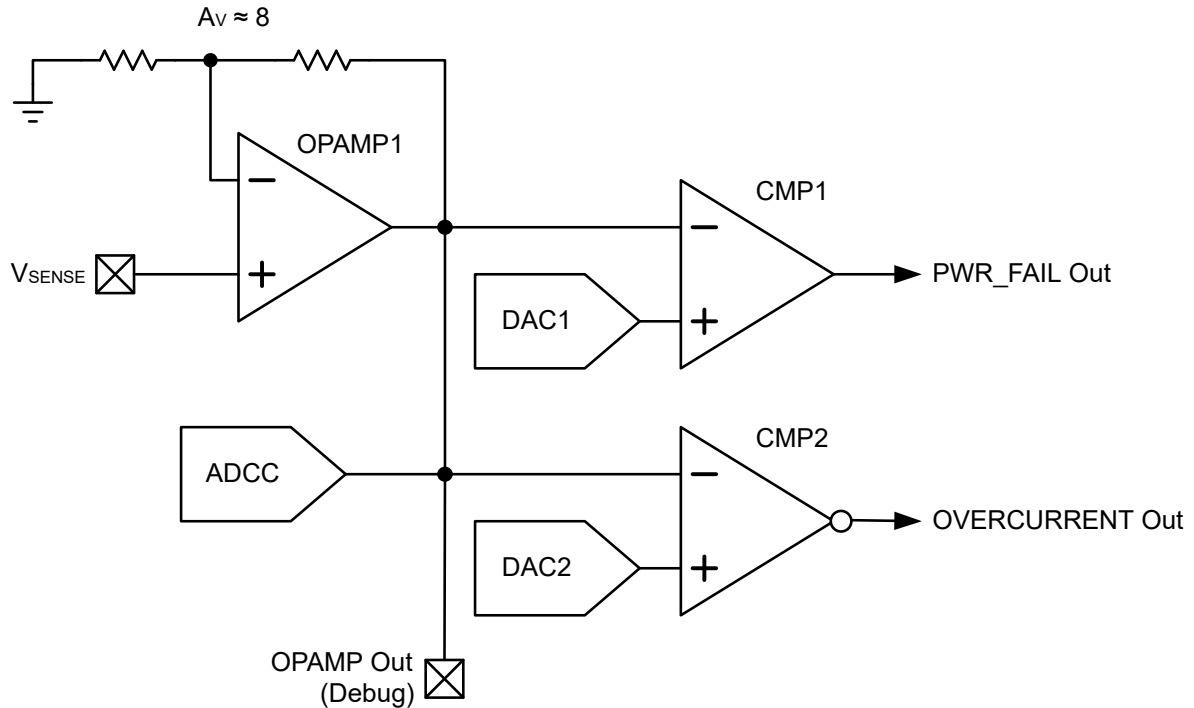 AV ≈ 8
OPAMP1
VSENSE
CMP1
PWR_FAIL Out
DAC1
ADCC
CMP2
OVERCURRENT Out
DAC2
OPAMP Out
(Debug)